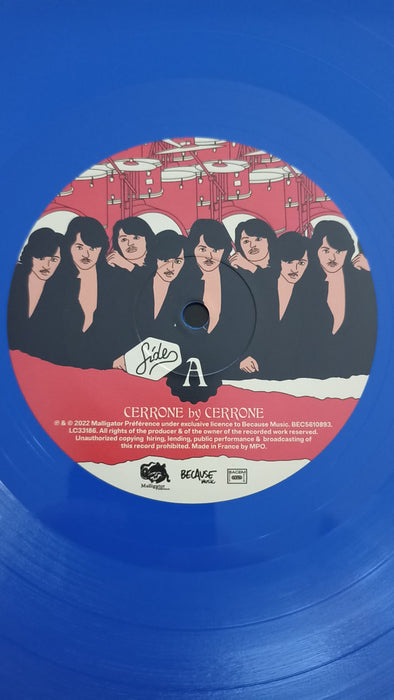 Side
A
CERRONE by CERRONE
℗ & © 2022 Malligator Préférence under exclusive licence to Because Music. BEC5610893.
LC33186. All rights of the producer & of the owner of the recorded work reserved.
Unauthorized copying hiring, lending, public performance & broadcasting of
this record prohibited. Made in France by MPO.
Malligator
BECAUSE
MUSIC
SACEM